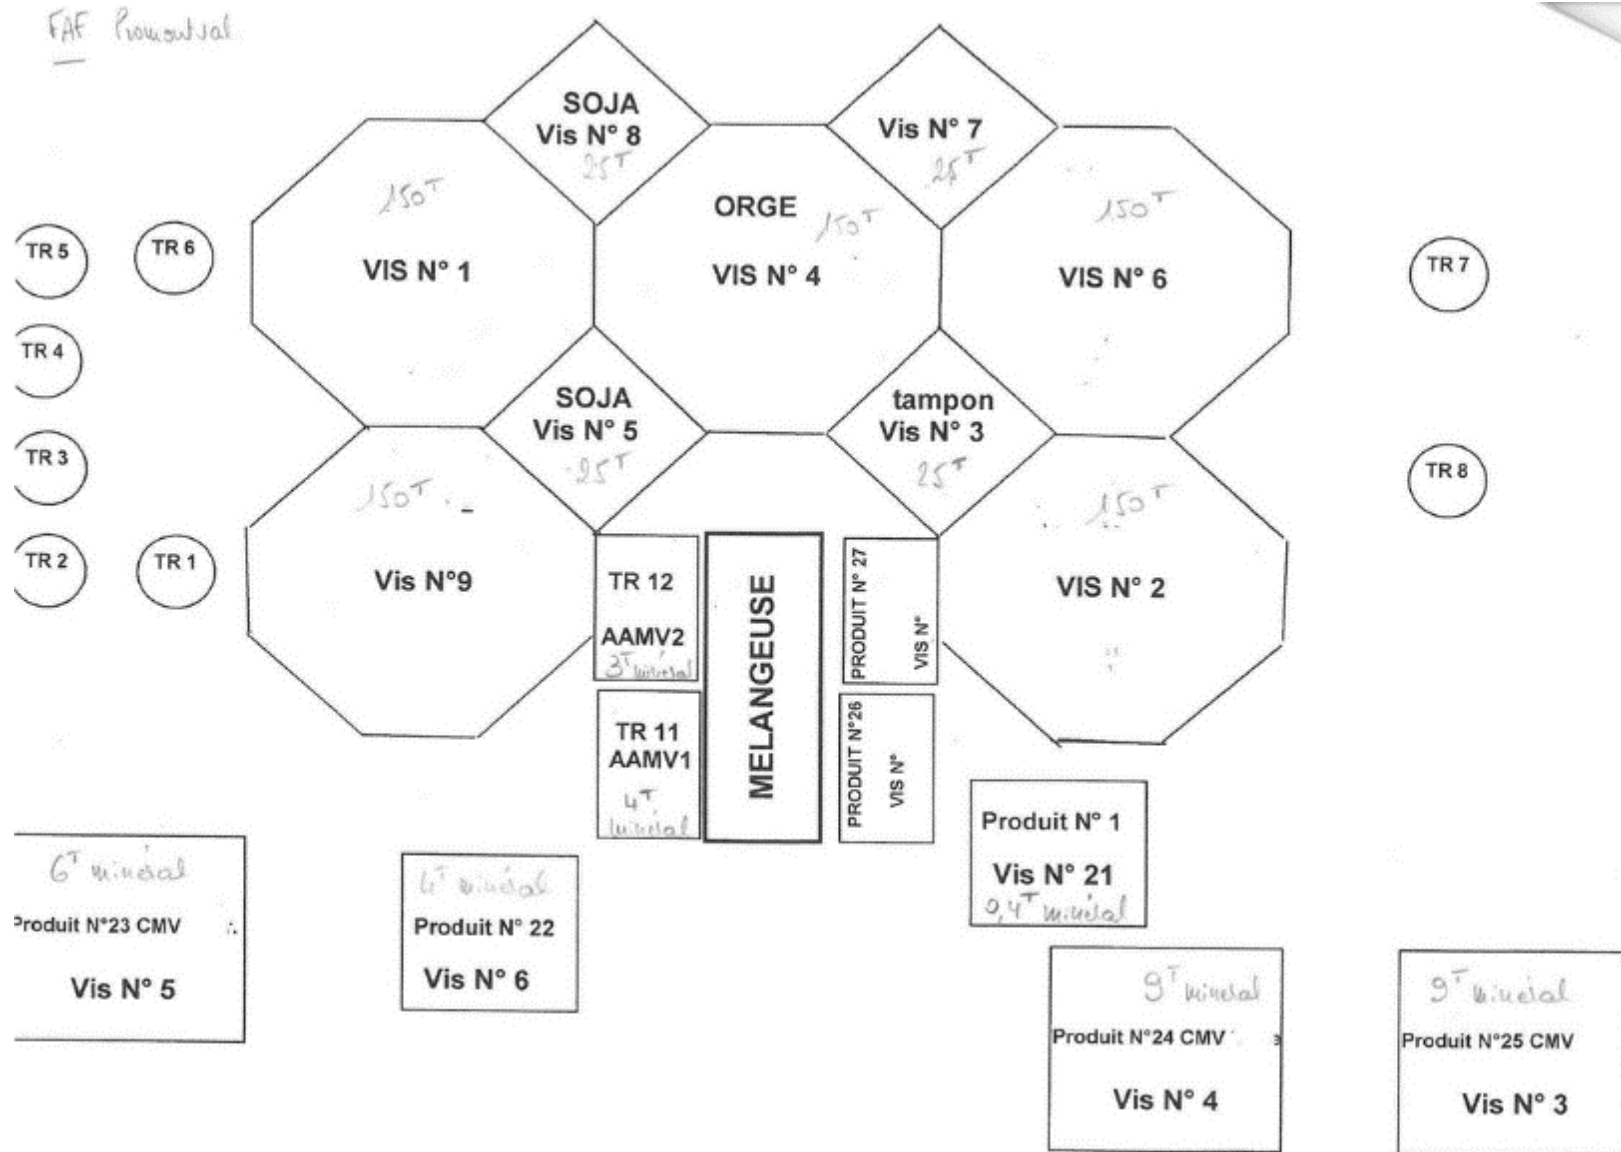 FAF Promontval
SOJA
Vis N° 8
25T
Vis N° 7
25T
150T
VIS N° 1
ORGE
150T
VIS N° 4
150T
VIS N° 6
TR 5
TR 6
TR 4
TR 3
TR 2
TR 1
TR 7
TR 8
SOJA
Vis N° 5
25T
tampon
Vis N° 3
25T
150T
Vis N°9
150T
VIS N° 2
TR 12
AAMV2
3T minéral
TR 11
AAMV1
4T
minéral
MELANGEUSE
PRODUIT N° 27
VIS N°
PRODUIT N°26
VIS N°
Produit N° 1
Vis N° 21
0,4T minéral
6T minéral
Produit N°23 CMV
Vis N° 5
minéral
Produit N° 22
Vis N° 6
9T minéral
Produit N°24 CMV
Vis N° 4
9T minéral
Produit N°25 CMV
Vis N° 3